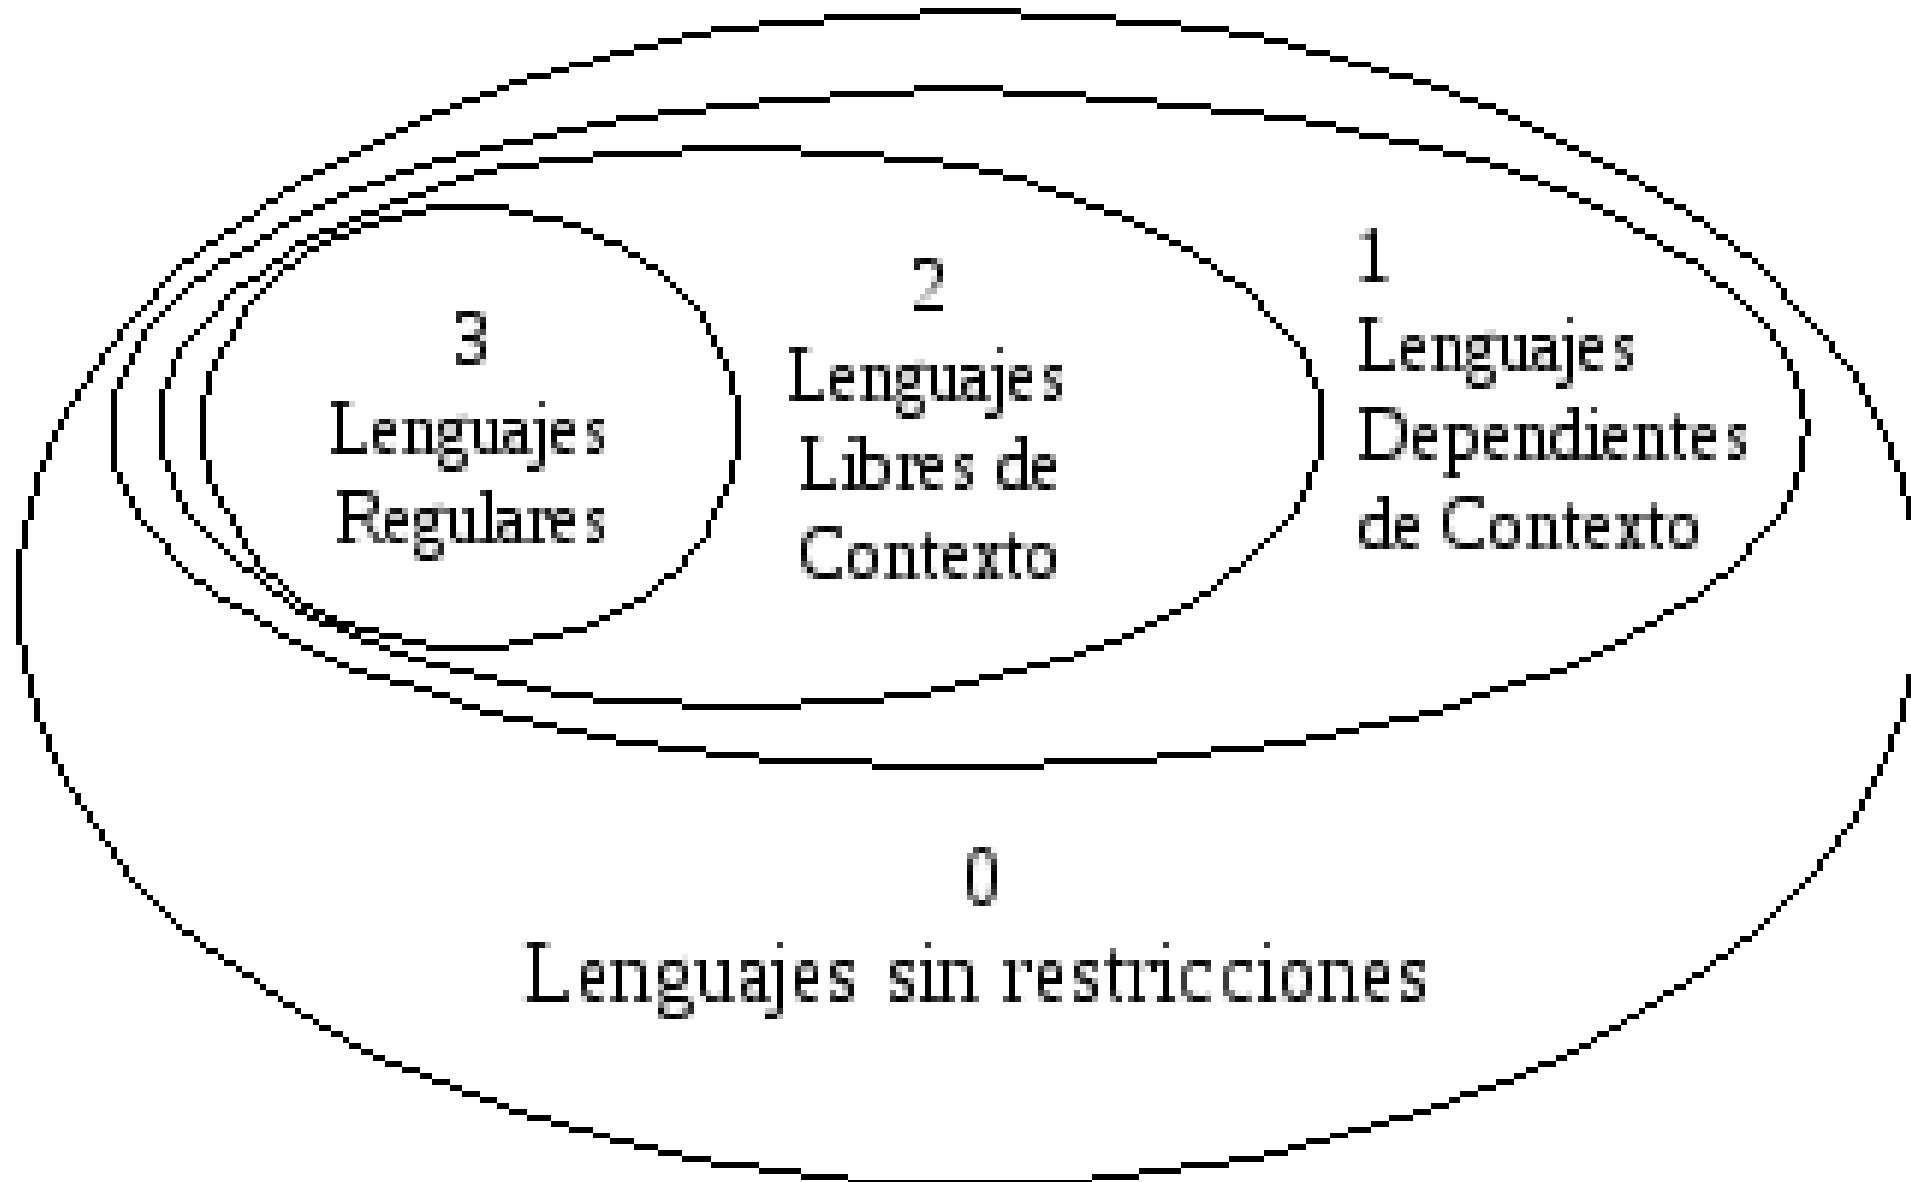 3
Lenguajes
Regulares
2
Lenguajes
Libres de
Contexto
1
Lenguajes
Dependientes
de Contexto
0
Lenguajes sin restricciones